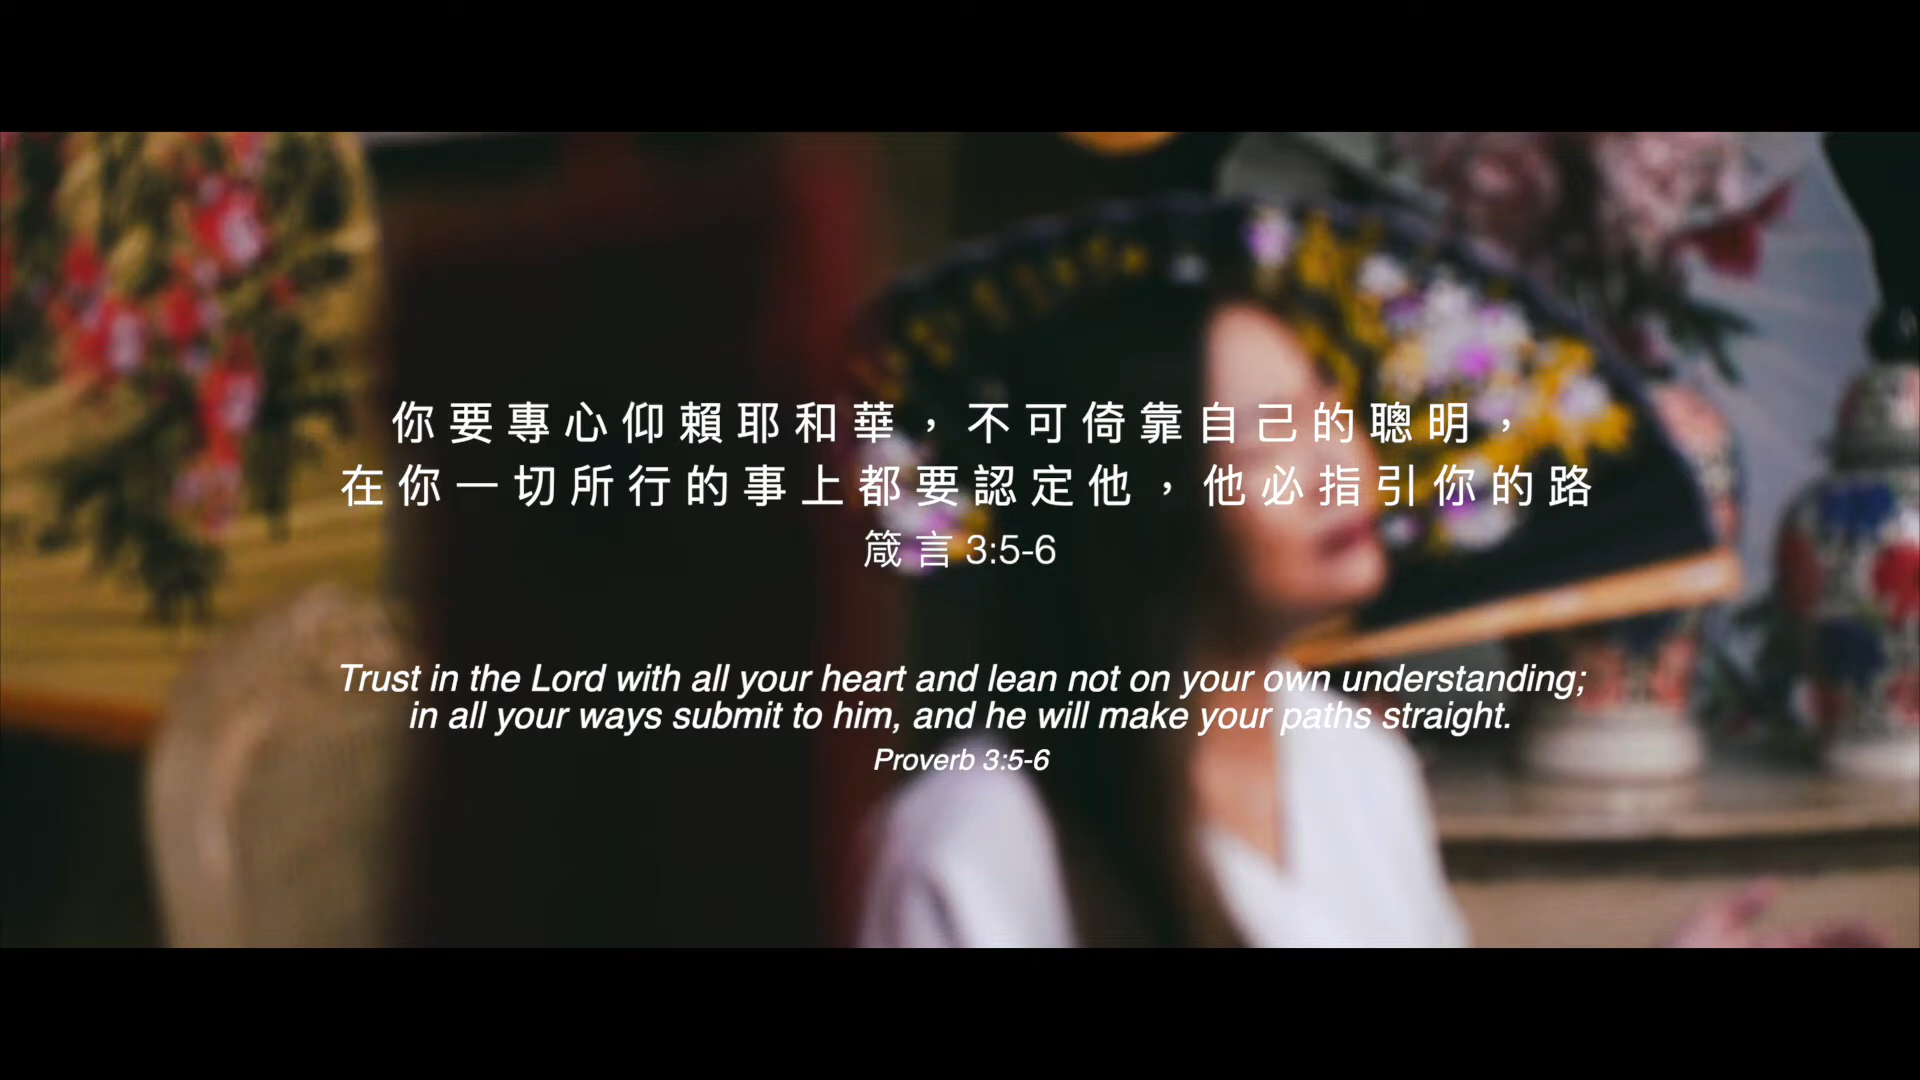 你要專心仰賴耶和華，不可倚靠自己的聰明，
在你一切所行的事上都要認定他，他必指引你的路
箴言 3:5-6
Trust in the Lord with all your heart and lean not on your own understanding;
in all your ways submit to him, and he will make your paths straight.
Proverb 3:5-6